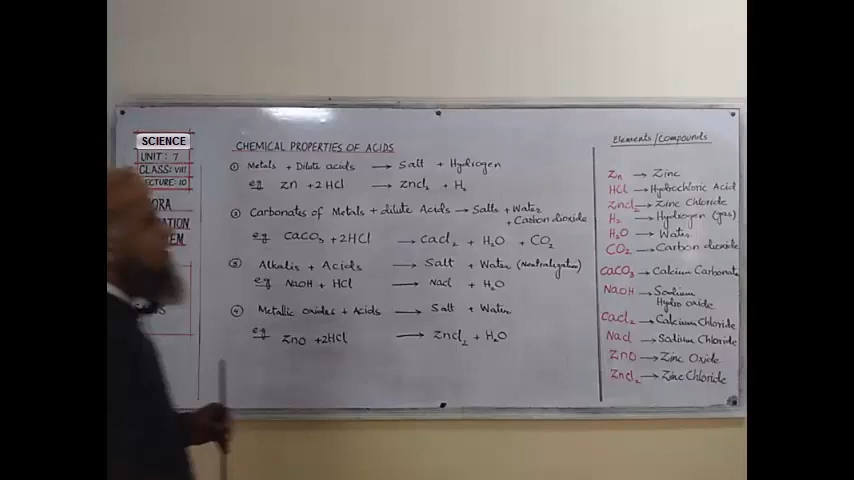 SCIENCE
UNIT: 7
CLASS: VIII
LECTURE: 10
CHEMICAL PROPERTIES OF ACIDS
① Metals + Dilute acids → Salt + Hydrogen
eg Zn + 2HCl → Zncl₂ + H₂
② Carbonates of Metals + dilute Acids → Salts + Water
+ Carbon dioxide
eg CaCO₃ + 2HCl → Cacl₂ + H₂O + CO₂
③ Alkalis + Acids → Salt + Water (Neutralization)
eg NaOH + HCl → Nacl + H₂O
④ Metallic oxides + Acids → Salt + Water
eg ZnO + 2HCl → Zncl₂ + H₂O
Elements/Compounds
Zn → Zinc
HCl → Hydrochloric Acid
Zncl₂ → Zinc Chloride
H₂ → Hydrogen (gas)
H₂O → Water
CO₂ → Carbon dioxide
CaCO₃ → Calcium Carbonate
NaOH → Sodium
Hydroxide
Cacl₂ → Calcium Chloride
Nacl → Sodium Chloride
ZnO → Zinc Oxide
Zncl₂ → Zinc Chloride